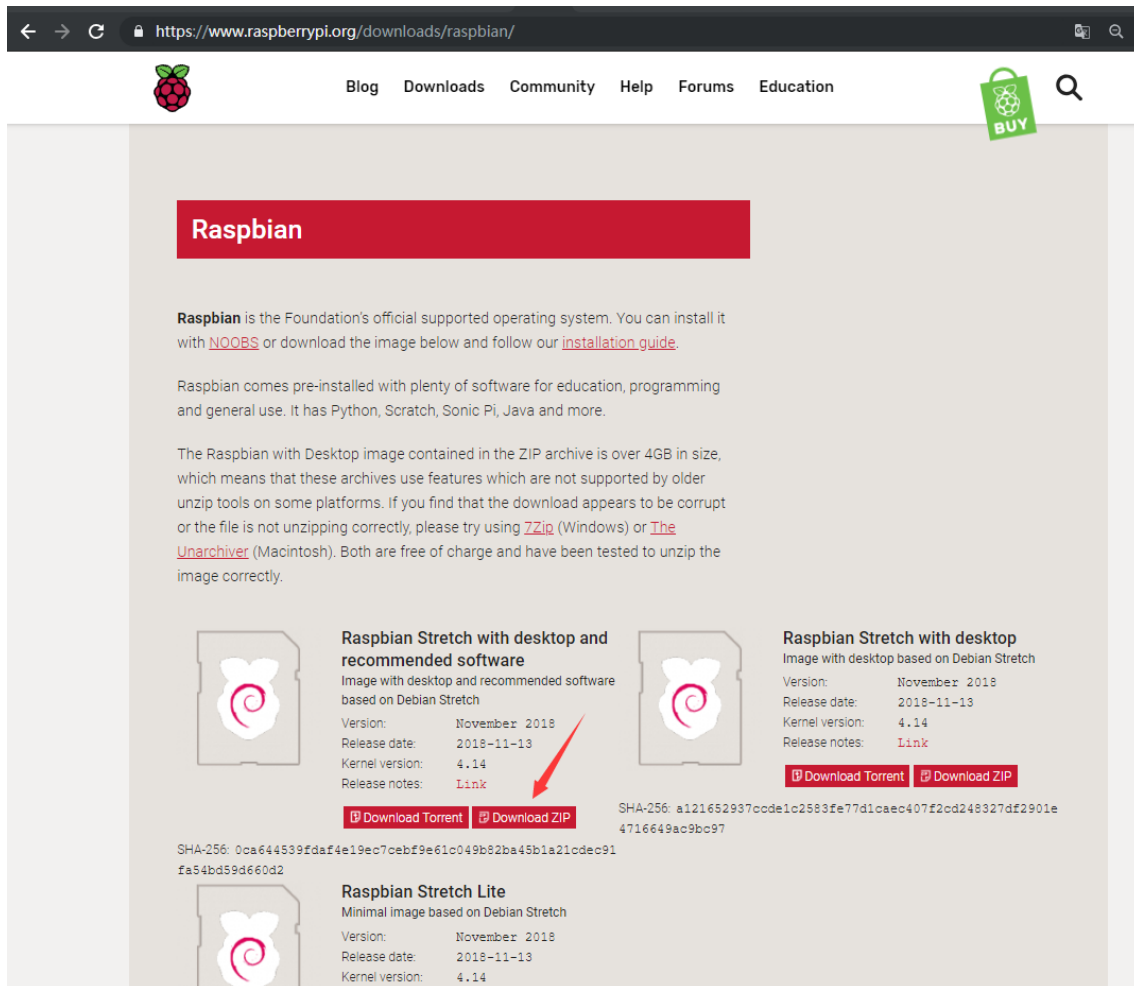 https://www.raspberrypi.org/downloads/raspbian/
Blog Downloads Community Help Forums Education
BUY
Raspbian
Raspbian is the Foundation's official supported operating system. You can install it
with NOOBS or download the image below and follow our installation guide.
Raspbian comes pre-installed with plenty of software for education, programming
and general use. It has Python, Scratch, Sonic Pi, Java and more.
The Raspbian with Desktop image contained in the ZIP archive is over 4GB in size,
which means that these archives use features which are not supported by older
unzip tools on some platforms. If you find that the download appears to be corrupt
or the file is not unzipping correctly, please try using 7Zip (Windows) or The
Unarchiver (Macintosh). Both are free of charge and have been tested to unzip the
image correctly.
Raspbian Stretch with desktop and
recommended software
Image with desktop and recommended software
based on Debian Stretch
Version: November 2018
Release date: 2018-11-13
Kernel version: 4.14
Release notes: Link
Download Torrent Download ZIP
SHA-256: 0ca644539fdaf4e19ec7cebf9e61c049b82ba45b1a21cdec91
fa54bd59d660d2
Raspbian Stretch with desktop
Image with desktop based on Debian Stretch
Version: November 2018
Release date: 2018-11-13
Kernel version: 4.14
Release notes: Link
Download Torrent Download ZIP
SHA-256: a121652937ccde1c2583fe77d1caec407f2cd248327df2901e
4716649ac9bc97
Raspbian Stretch Lite
Minimal image based on Debian Stretch
Version: November 2018
Release date: 2018-11-13
Kernel version: 4.14